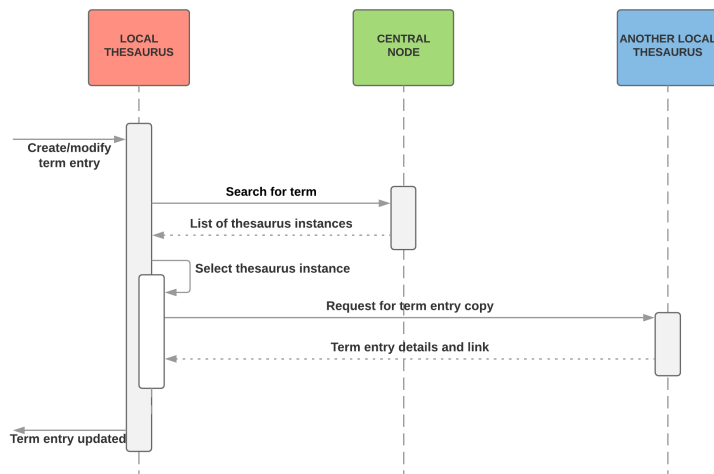 LOCAL
THESAURUS
CENTRAL
NODE
ANOTHER LOCAL
THESAURUS
Create/modify
term entry
Search for term
List of thesaurus instances
Select thesaurus instance
Request for term entry copy
Term entry details and link
Term entry updated